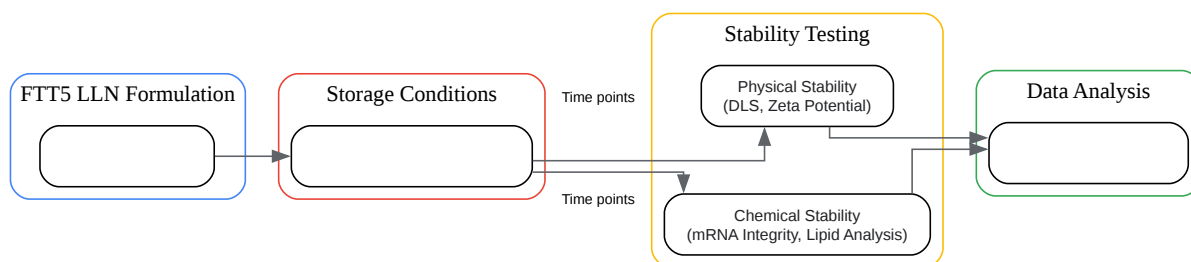 FTT5 LLN Formulation
Storage Conditions
Time points
Time points
Stability Testing
Physical Stability
(DLS, Zeta Potential)
Chemical Stability
(mRNA Integrity, Lipid Analysis)
Data Analysis